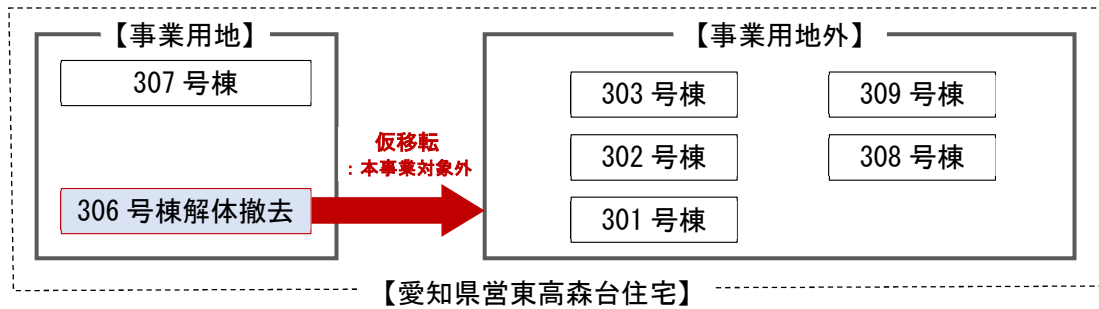 【事業用地】
307 号棟
306 号棟解体撤去
仮移転
：本事業対象外
【事業用地外】
303 号棟
309 号棟
302 号棟
308 号棟
301 号棟
【愛知県営東高森台住宅】